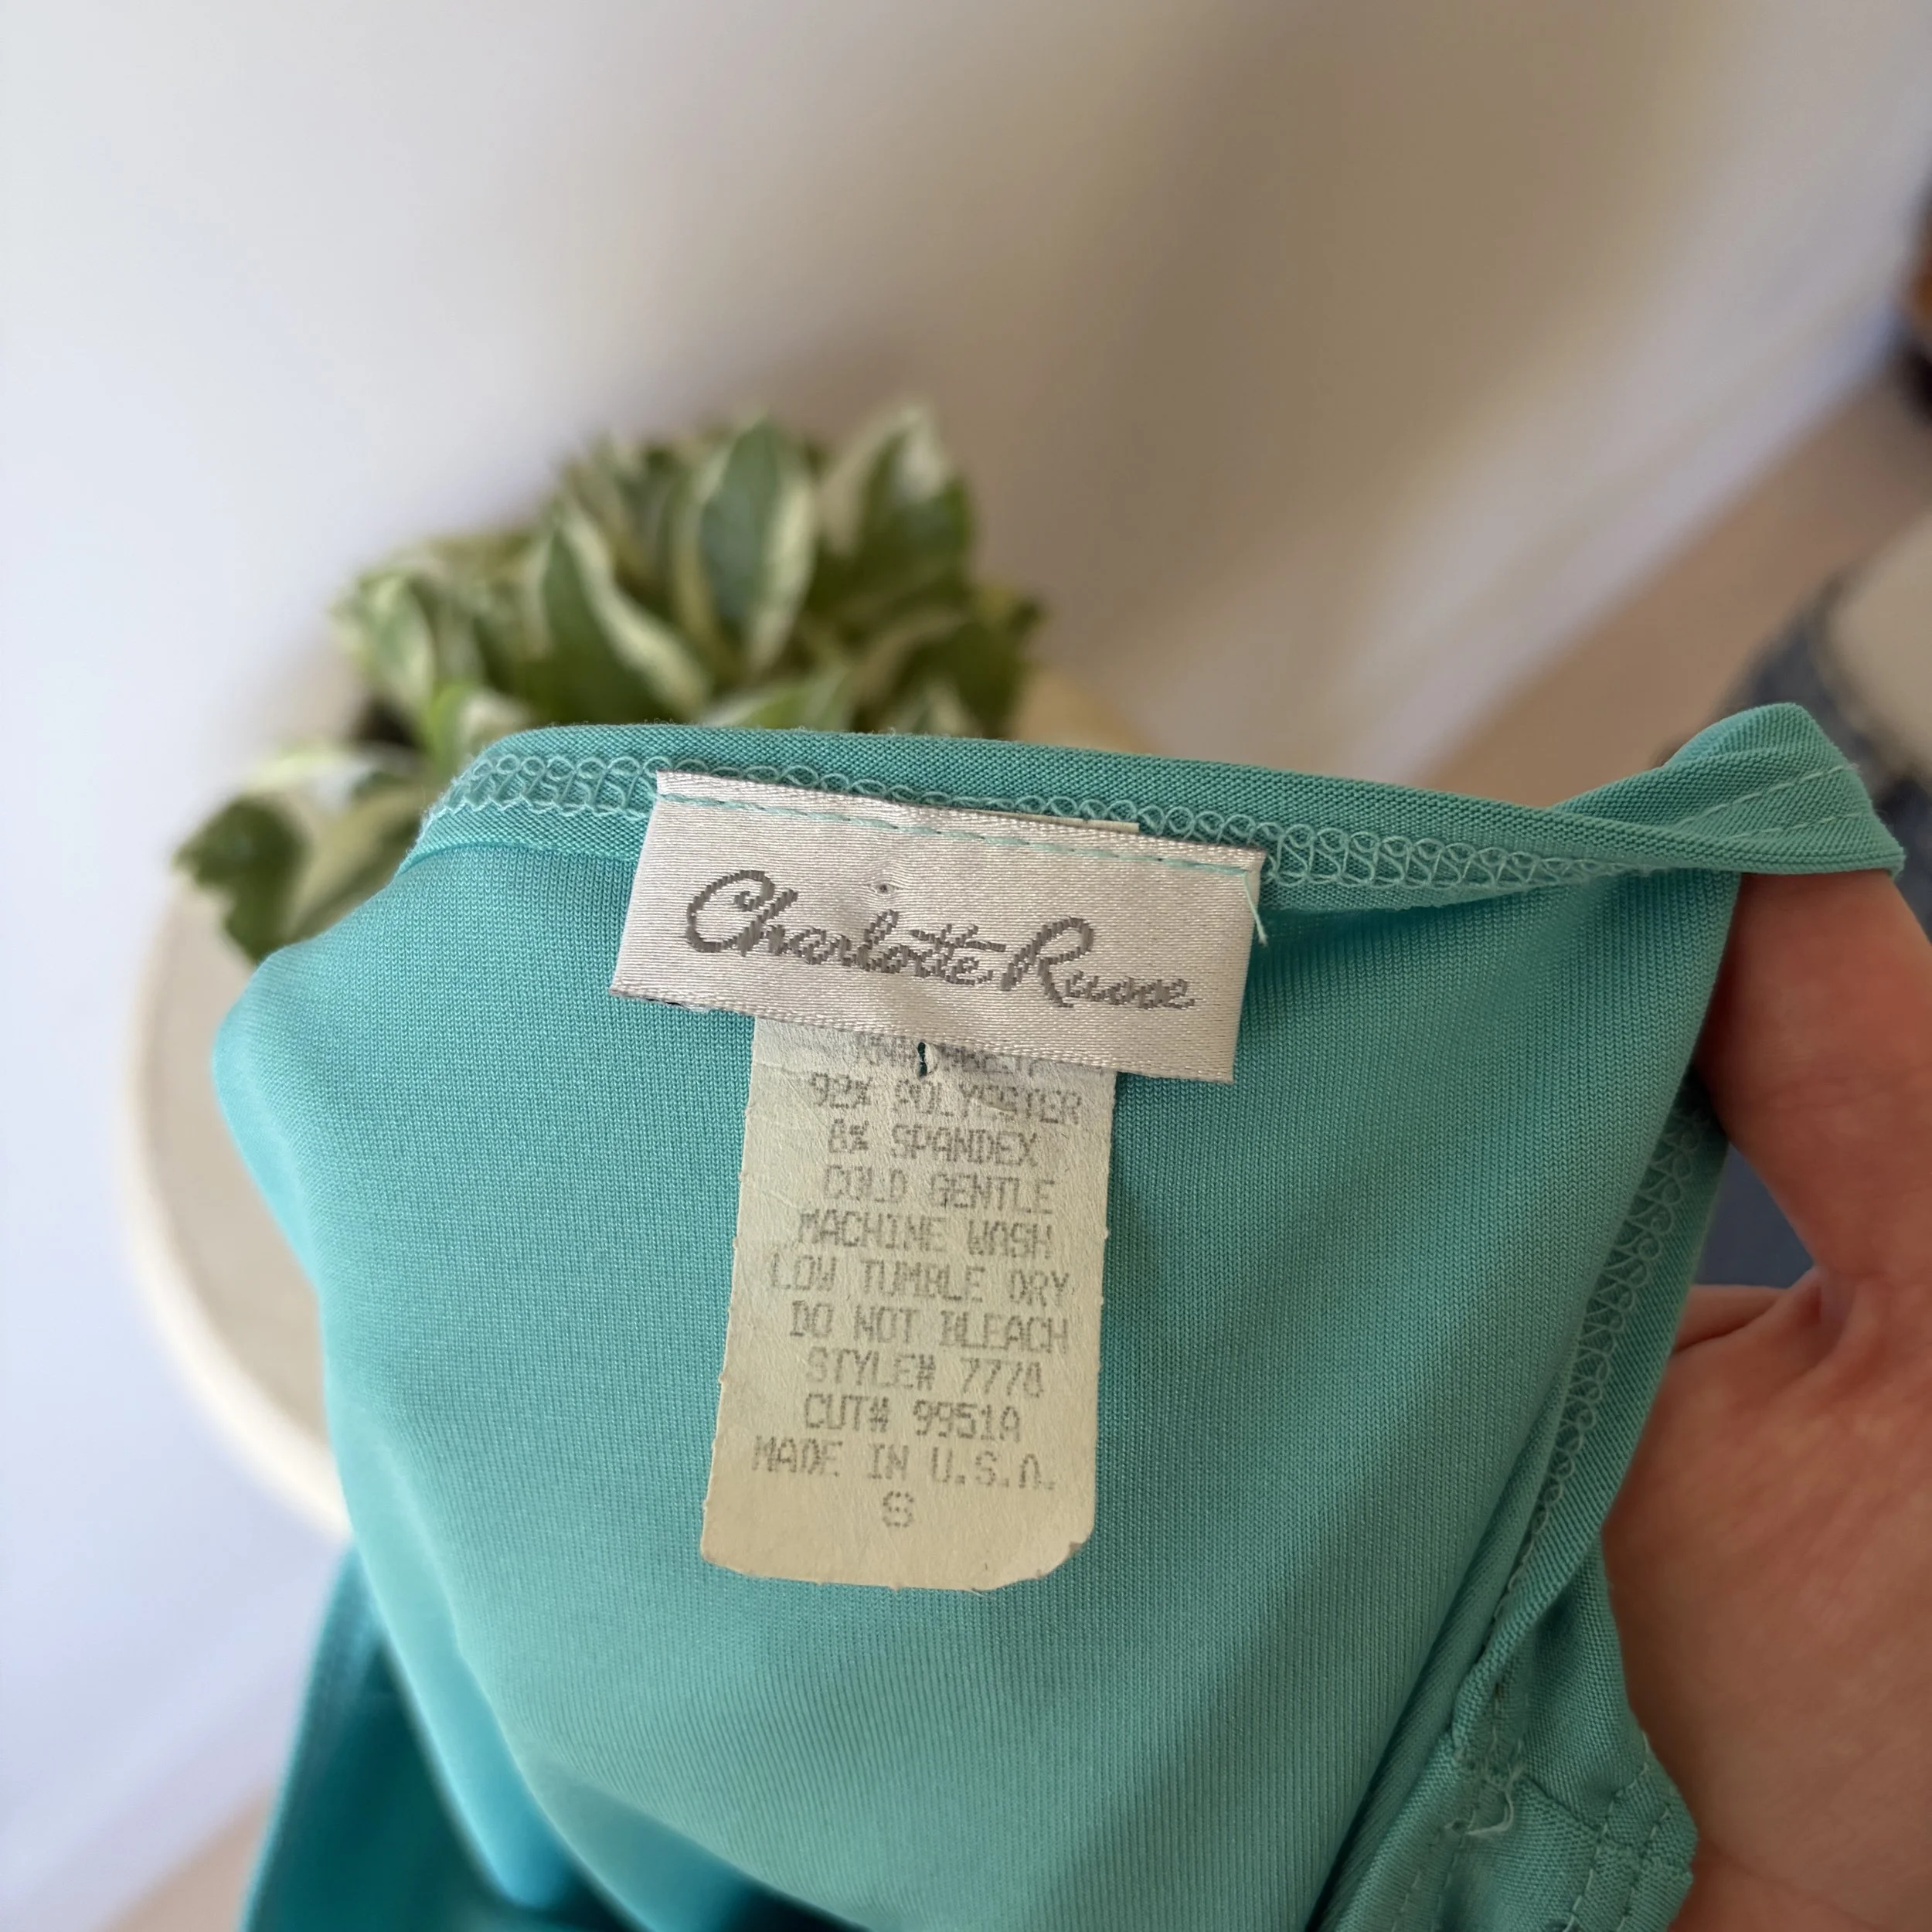 Charlotte Russe
92% POLYESTER
8% SPANDEX
COLD GENTLE
MACHINE WASH
LOW TUMBLE DRY
DO NOT BLEACH
STYLE# 7778
CUT# 9951A
MADE IN U.S.A.
S